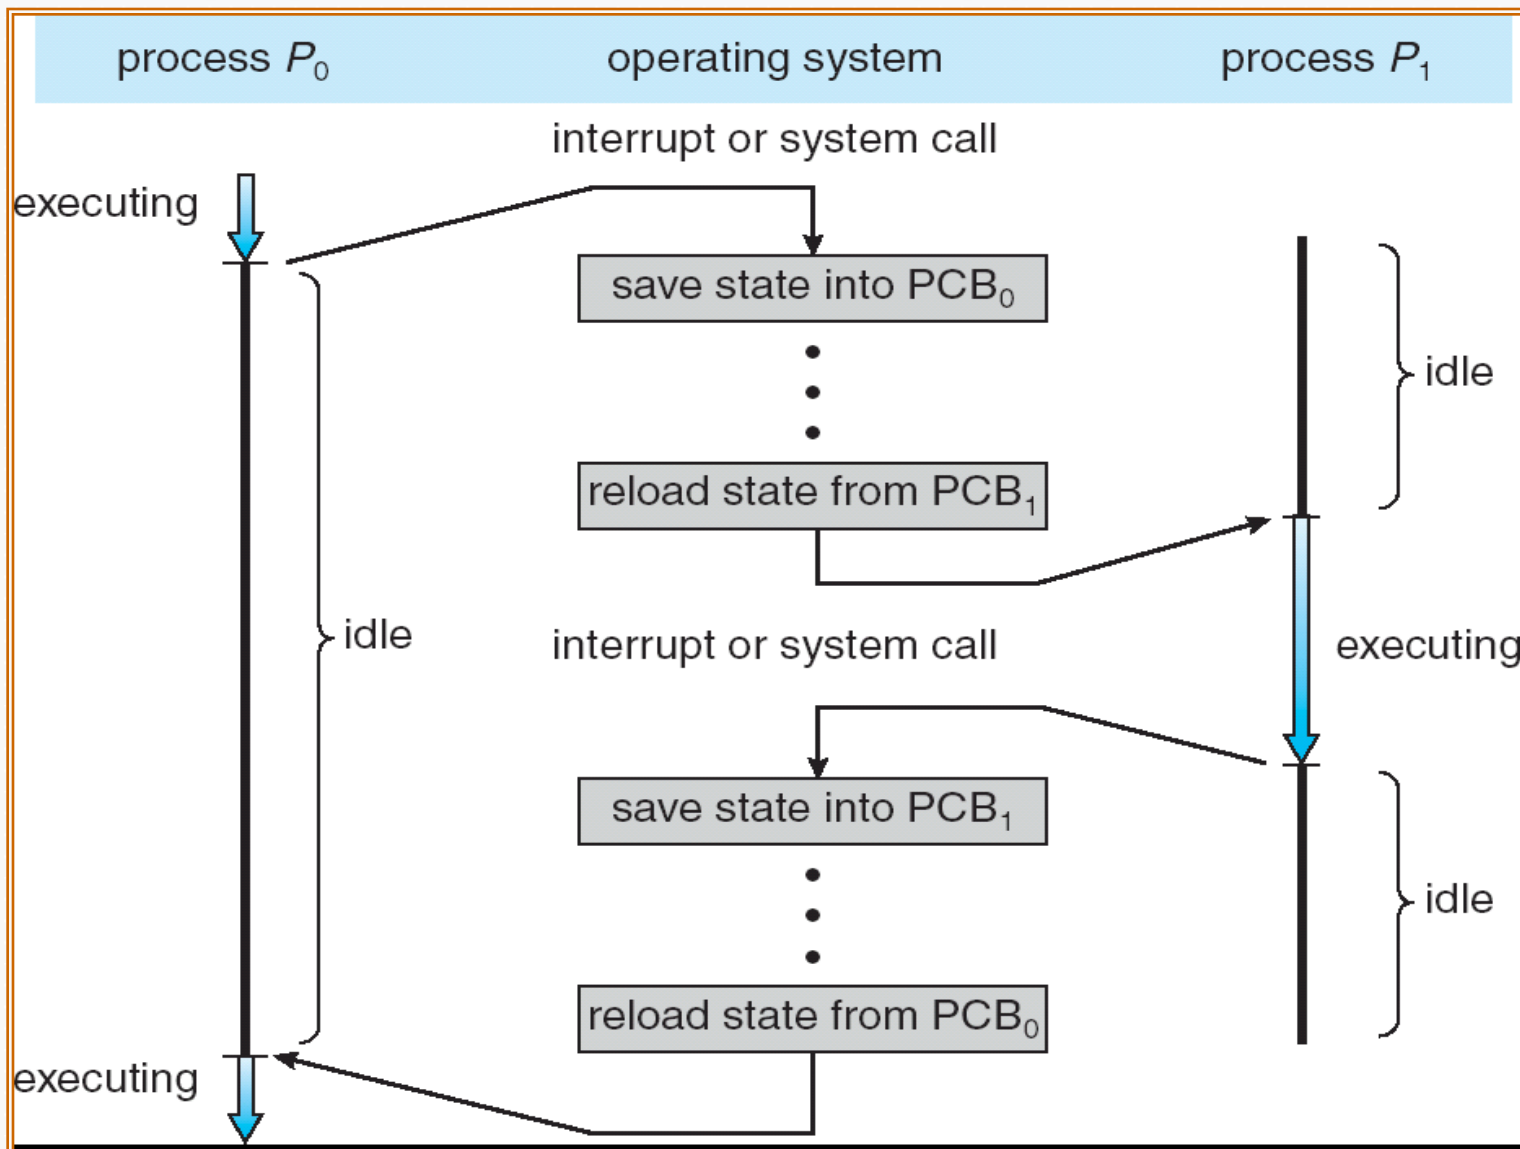 process P₀ operating system process P₁
interrupt or system call
executing
save state into PCB₀
idle
reload state from PCB₁
idle
interrupt or system call
executing
save state into PCB₁
idle
reload state from PCB₀
executing